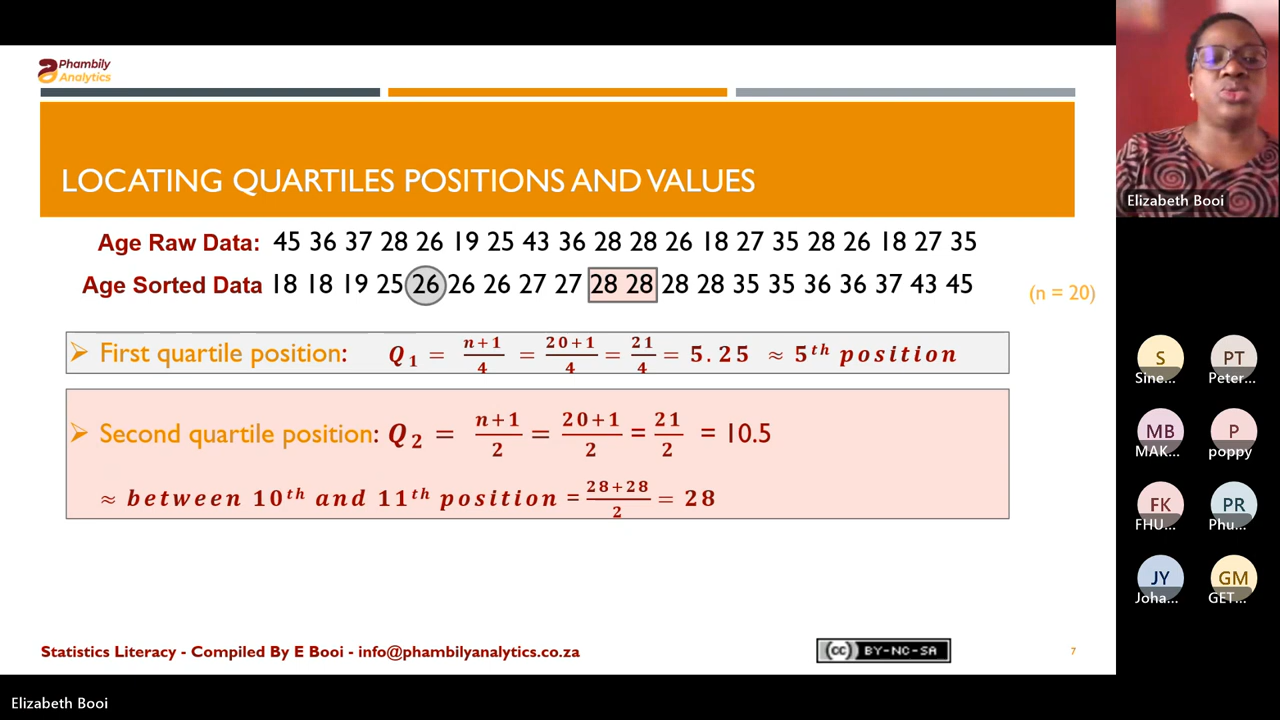 Phambily
Analytics
LOCATING QUARTILES POSITIONS AND VALUES
Age Raw Data: 45 36 37 28 26 19 25 43 36 28 28 26 18 27 35 28 26 18 27 35
Age Sorted Data 18 18 19 25 26 26 26 27 27 28 28 28 28 35 35 36 36 37 43 45
(n = 20)
➢ First quartile position: Q₁ = (n+1)/4 = (20+1)/4 = 21/4 = 5.25 ≈ 5ᵗʰ position
➢ Second quartile position: Q₂ = (n+1)/2 = (20+1)/2 = 21/2 = 10.5
≈ between 10ᵗʰ and 11ᵗʰ position = (28+28)/2 = 28
Statistics Literacy - Compiled By E Booi - info@phambilyanalytics.co.za
(cc) BY-NC-SA
7
Elizabeth Booi
S
Sine...
PT
Peter...
MB
MAK...
P
poppy
FK
FHU...
PR
Phu...
JY
Joha...
GM
GET...
Elizabeth Booi